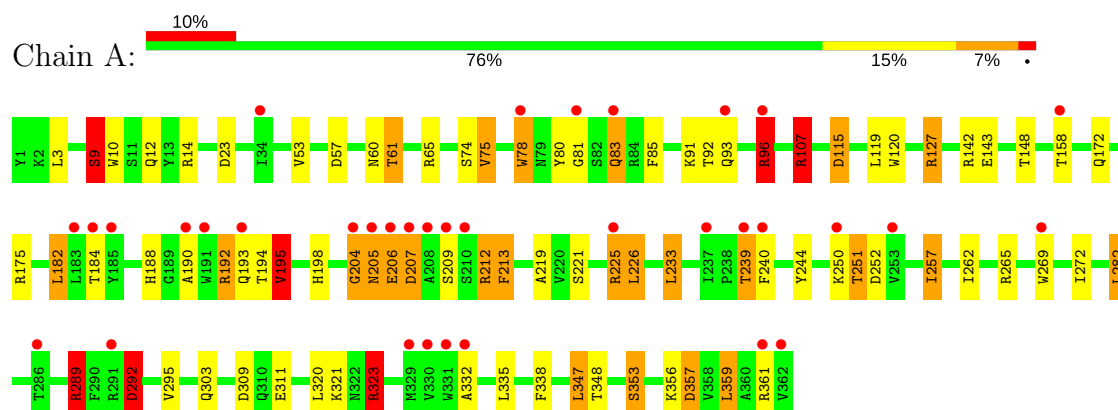 10%
Chain A:
76% 15% 7% •
Y1 K2 L3 S9 W10 S11 Q12 Y13 R14 D23 I34 V53 D57 N60 T61 R65 S74 V75 W78 N79 Y80 G81 S82 Q83 R84 F85 K91 T92 Q93 R96 R107 D115 L119 W120 R127 R142 E143 T148 T158 Q172
R175 L182 L183 T184 Y185 H188 G189 A190 W191 R192 Q193 T194 V195 H198 G204 N205 E206 D207 A208 S209 S210 R212 F213 A219 V220 S221 R225 L226 L233 I237 P238 T239 F240 Y244 K250 T251 D252 V253 I257 I262 R265 W269 I272
T286 R289 F290 R291 D292 V295 Q303 D309 Q310 E311 L320 K321 N322 R323 M329 V330 W331 A332 L335 F338 L347 T348 S353 K356 D357 V358 L359 A360 R361 V362